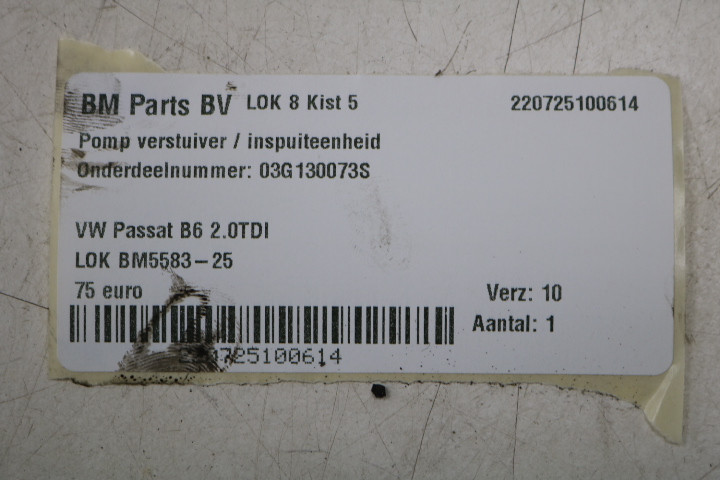 BM Parts BV LOK 8 Kist 5 220725100614
Pomp verstuiver / inspuiteenheid
Onderdeelnummer: 03G130073S
VW Passat B6 2.0TDI
LOK BM5583-25
75 euro Verz: 10
Aantal: 1
220725100614